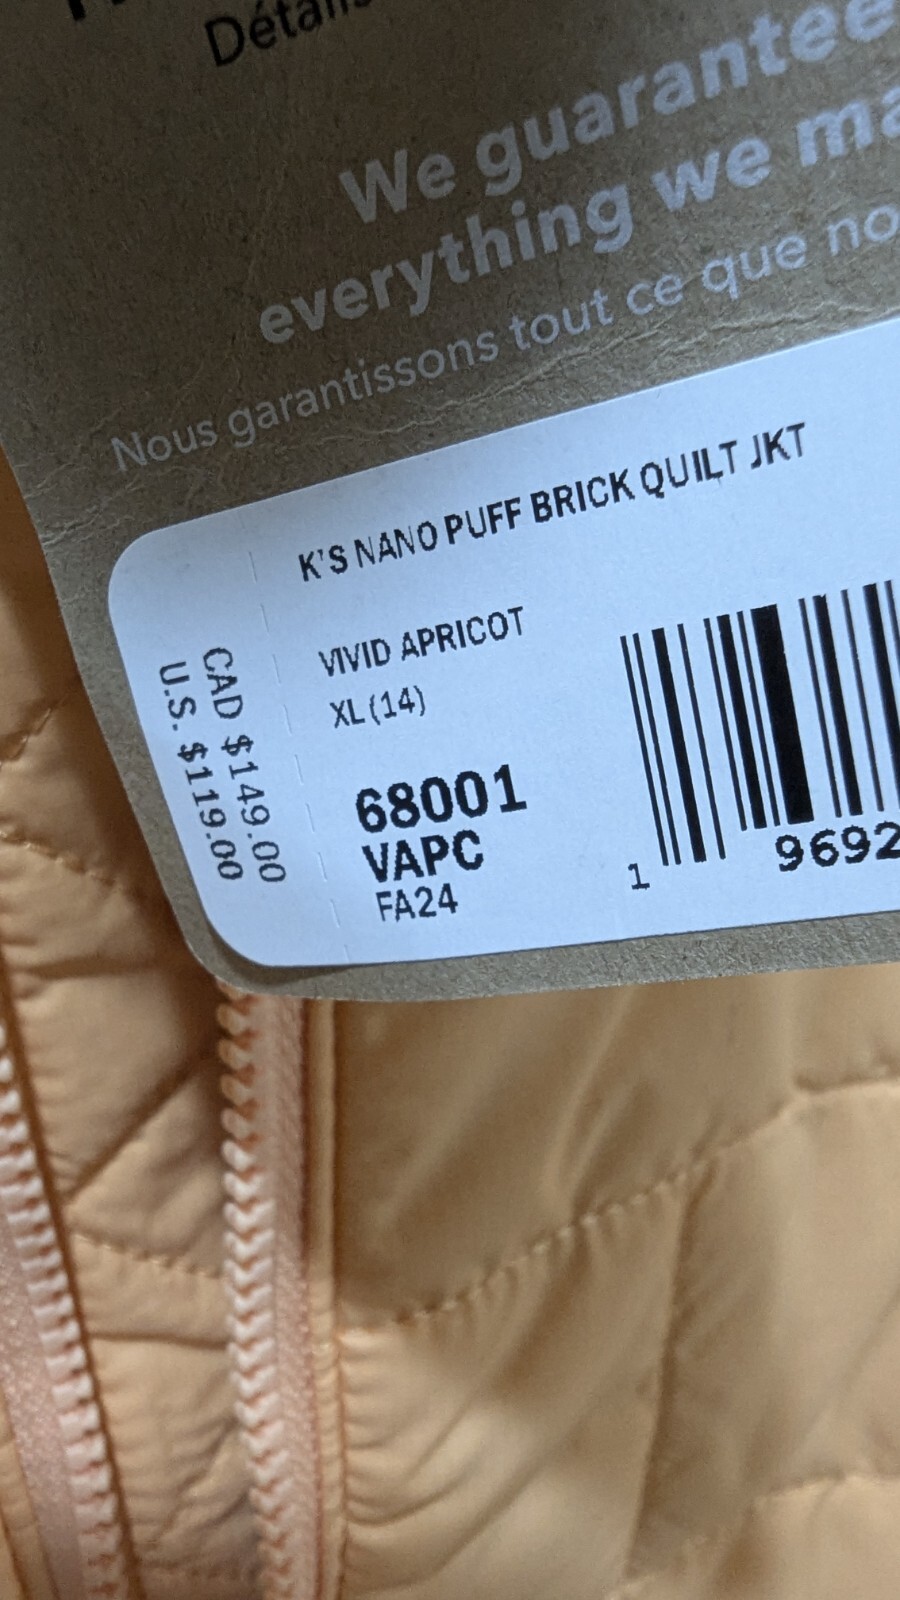 Détails
We guarantee
everything we ma
Nous garantissons tout ce que no
K'S NANO PUFF BRICK QUILT JKT
VIVID APRICOT
XL(14)
68001
VAPC
FA24
CAD $149.00
U.S. $119.00
1 9692